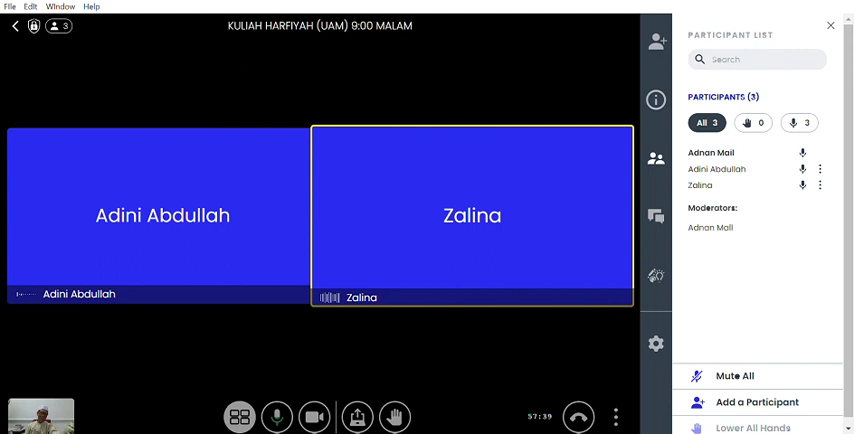 File Edit Window Help
3
KULIAH HARFIYAH (UAM) 9:00 MALAM
Adini Abdullah
Zalina
Adini Abdullah
Zalina
57:39
PARTICIPANT LIST
Search
PARTICIPANTS (3)
All 3 0 3
Adnan Mail
Adini Abdullah
Zalina
Moderators:
Adnan Mail
Mute All
Add a Participant
Lower All Hands